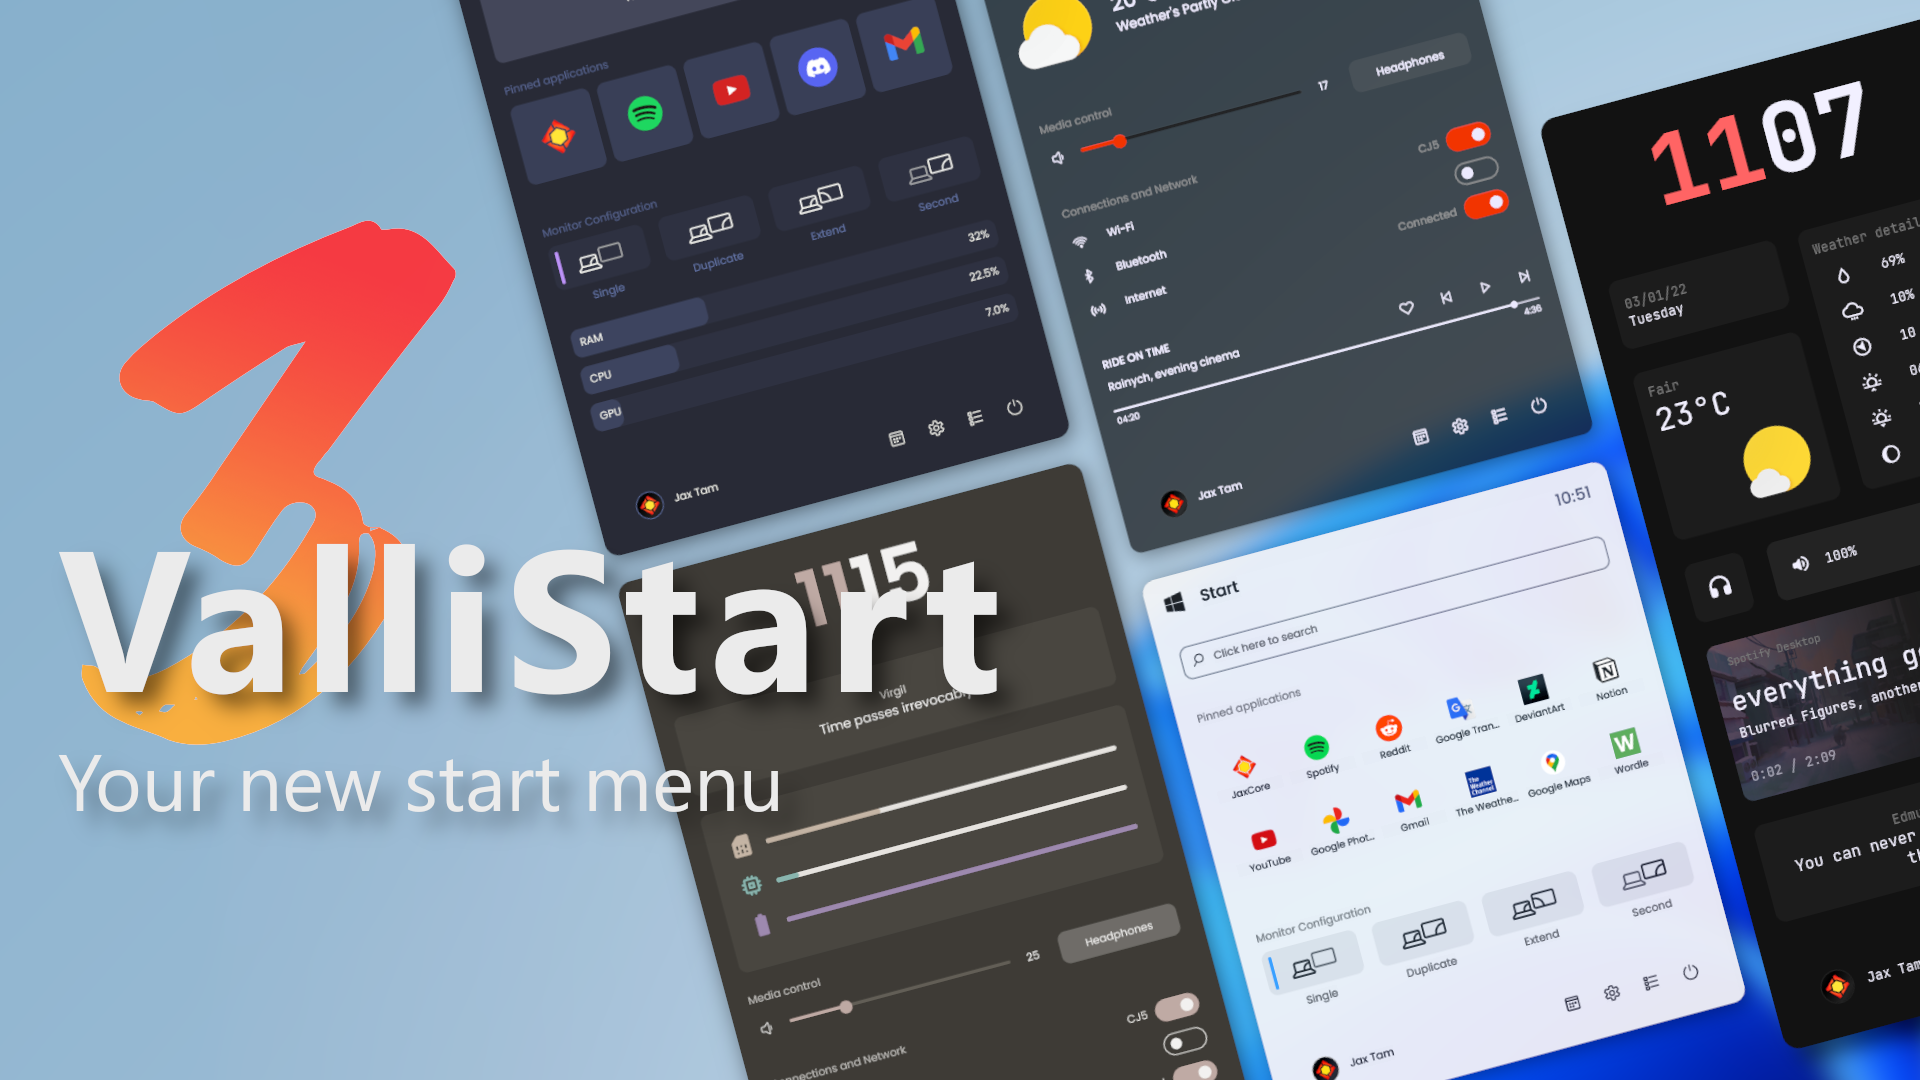 3
ValliStart
Your new start menu
Pinned applications
Monitor Configuration
Single
Duplicate
Extend
Second
RAM
32%
CPU
22.5%
GPU
7.0%
Jax Tam
Weather's Partly
Media control
17
Headphones
Connections and Network
Wi-Fi
CJ5
Bluetooth
Internet
Connected
RIDE ON TIME
Rainych, evening cinema
04:20
4:36
Jax Tam
1107
03/01/22
Tuesday
Weather
69%
10%
10
Fair
23°C
100%
Spotify Desktop
everything
Blurred Figures,
0:02 / 2:09
You can never
Jax Tam
1115
Virgil
Time passes irrevocably
Media control
25
Headphones
CJ5
and Network
Start
10:51
Click here to search
Pinned applications
JaxCore
Spotify
Reddit
Google Tran...
DeviantArt
Notion
YouTube
Google Phot...
Gmail
The Weather Channel
The Weathe...
Google Maps
W
Wordle
Monitor Configuration
Single
Duplicate
Extend
Second
Jax Tam